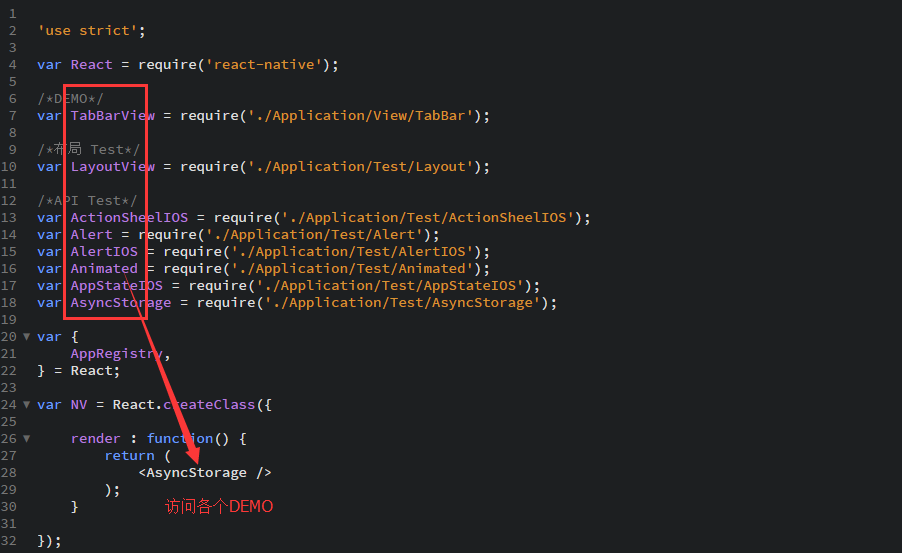 1
2 'use strict';
3
4 var React = require('react-native');
5
6 /*DEMO*/
7 var TabBarView = require('./Application/View/TabBar');
8
9 /*布局 Test*/
10 var LayoutView = require('./Application/Test/Layout');
11
12 /*API Test*/
13 var ActionSheelIOS = require('./Application/Test/ActionSheelIOS');
14 var Alert = require('./Application/Test/Alert');
15 var AlertIOS = require('./Application/Test/AlertIOS');
16 var Animated = require('./Application/Test/Animated');
17 var AppStateIOS = require('./Application/Test/AppStateIOS');
18 var AsyncStorage = require('./Application/Test/AsyncStorage');
19
20 var {
21 AppRegistry,
22 } = React;
23
24 var NV = React.createClass({
25
26 render : function() {
27 return (
28 <AsyncStorage />
29 );
30 }
访问各个DEMO
31
32 });